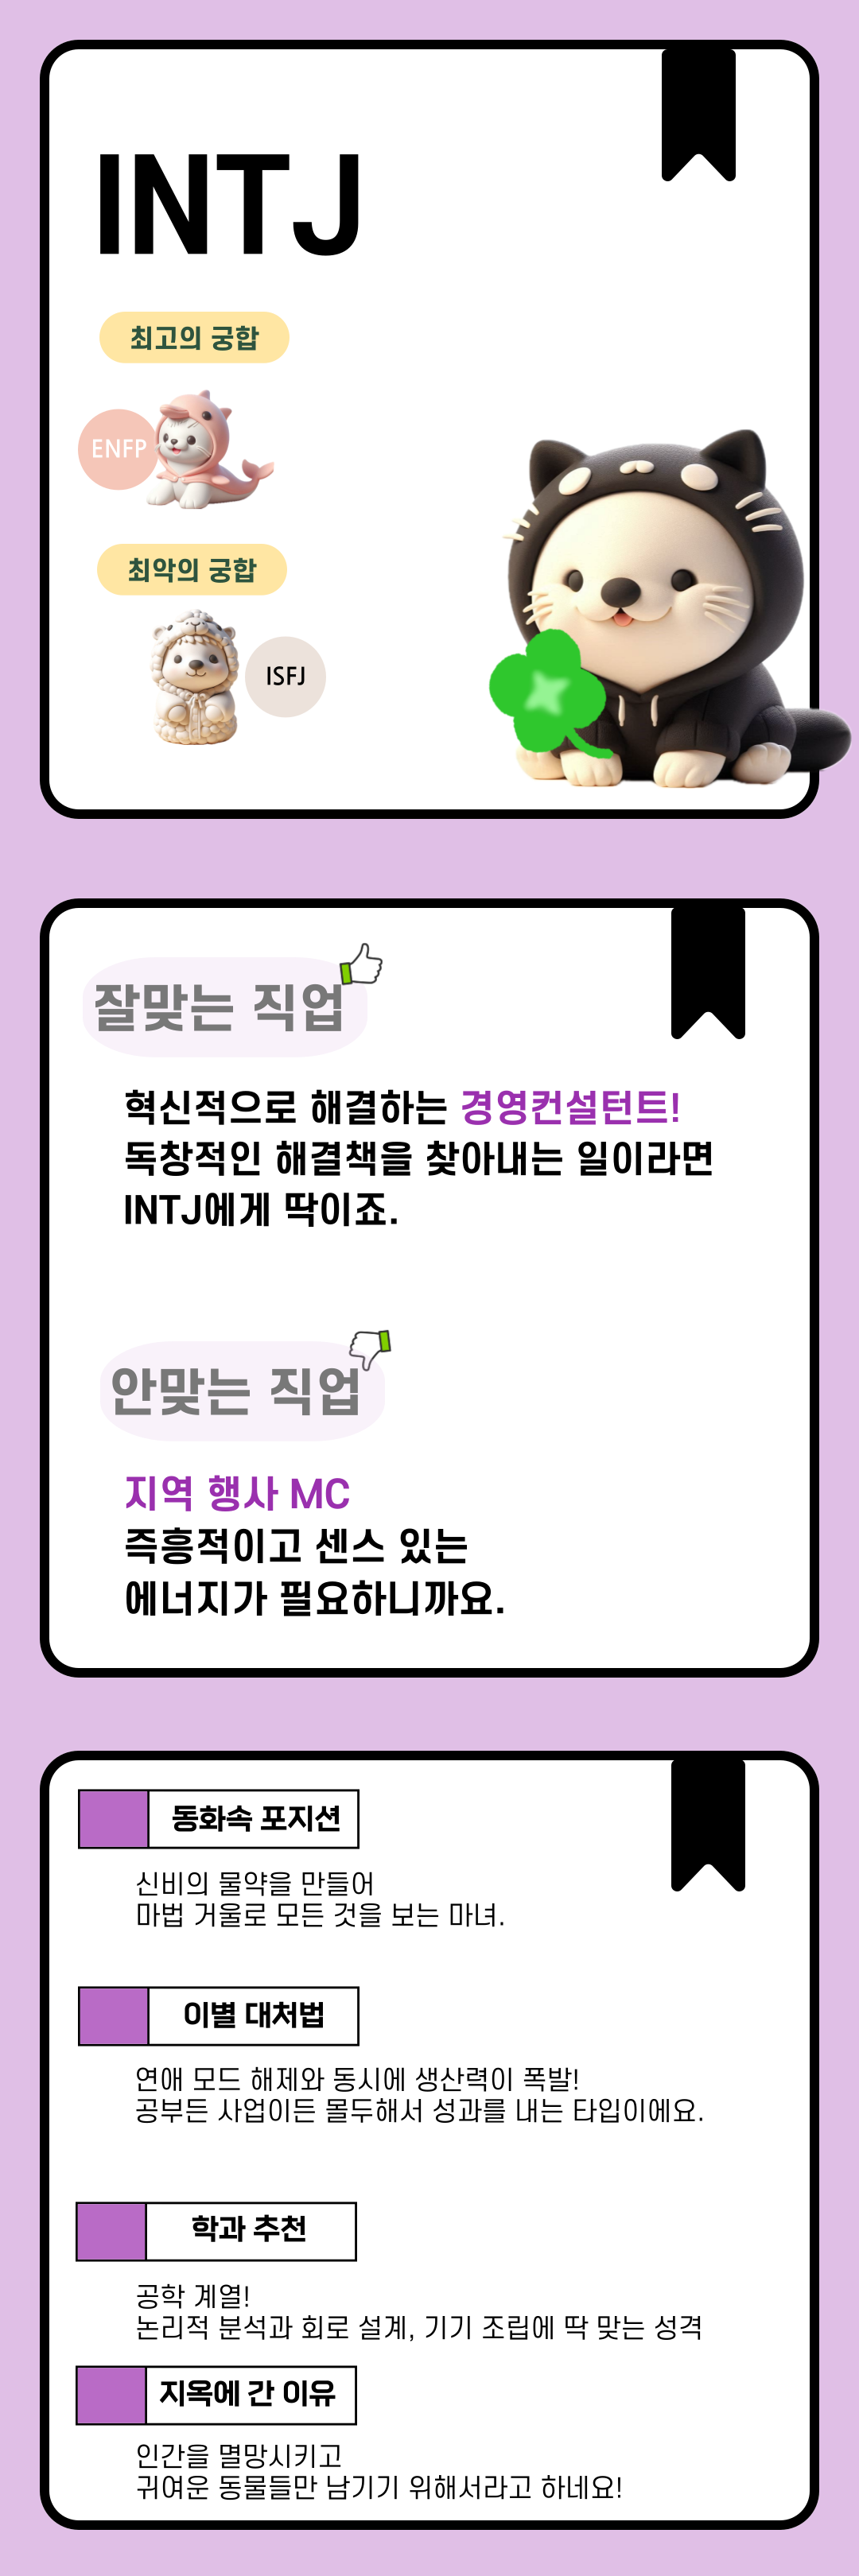 INTJ
최고의 궁합
ENFP
최악의 궁합
ISFJ
잘맞는 직업
혁신적으로 해결하는 경영컨설턴트!
독창적인 해결책을 찾아내는 일이라면
INTJ에게 딱이죠.
안맞는 직업
지역 행사 MC
즉흥적이고 센스 있는
에너지가 필요하니까요.
동화속 포지션
신비의 물약을 만들어
마법 거울로 모든 것을 보는 마녀.
이별 대처법
연애 모드 해제와 동시에 생산력이 폭발!
공부든 사업이든 몰두해서 성과를 내는 타입이에요.
학과 추천
공학 계열!
논리적 분석과 회로 설계, 기기 조립에 딱 맞는 성격
지옥에 간 이유
인간을 멸망시키고
귀여운 동물들만 남기기 위해서라고 하네요!